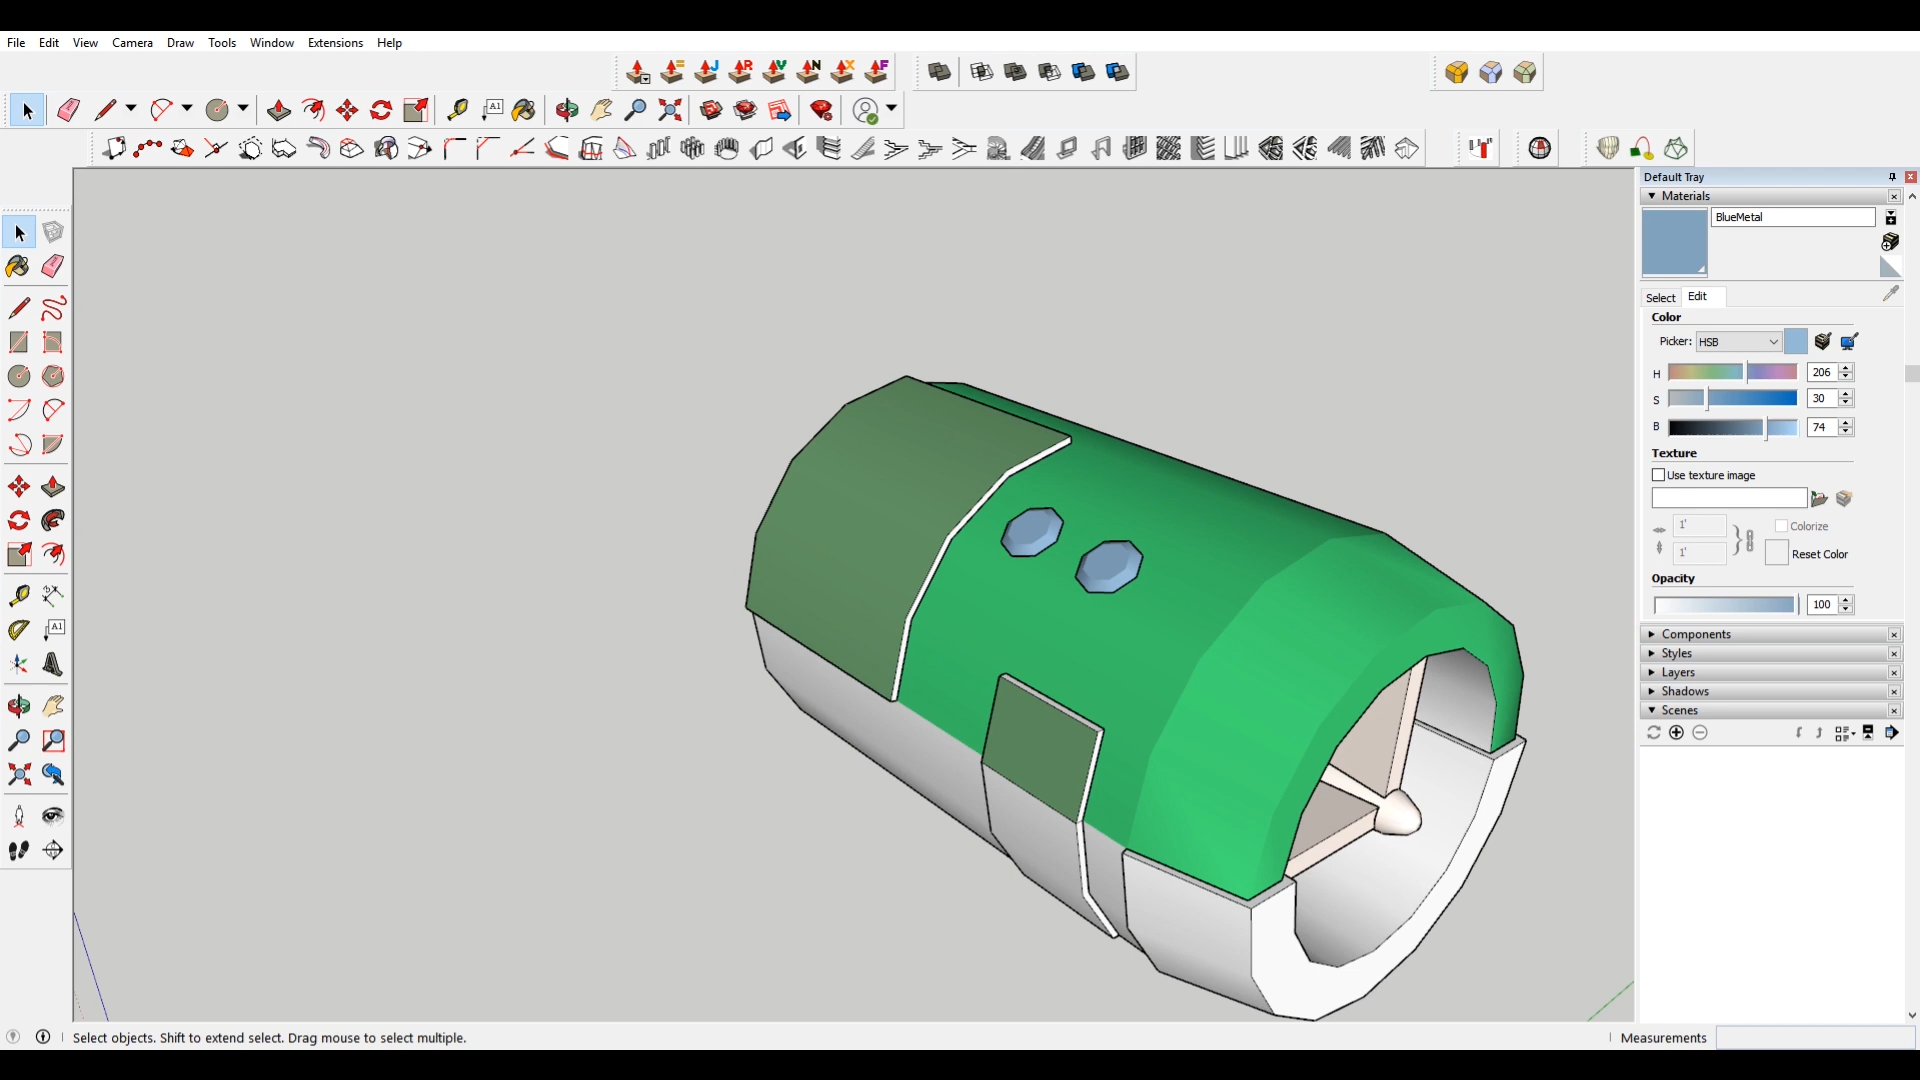 File Edit View Camera Draw Tools Window Extensions Help
J R V N X F
A1
Default Tray
Materials
BlueMetal
Select Edit
Color
Picker: HSB
H 206
S 30
B 74
Texture
Use texture image
1' Colorize
1' Reset Color
Opacity
100
A1
Components
Styles
Layers
Shadows
Scenes
Select objects. Shift to extend select. Drag mouse to select multiple.
Measurements